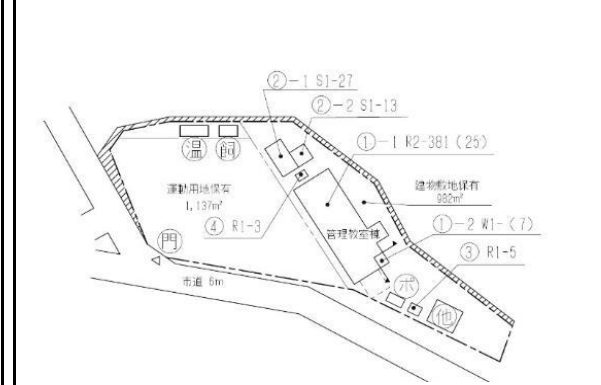 ②-1 S1-27
②-2 S1-13
①-1 R2-381 (25)
温 飼
運動用地保有
1,137㎡
建物敷地保有
982㎡
④ R1-3
管理教室棟
①-2 W1-(7)
門
③ R1-5
市道 6m
ポ
他